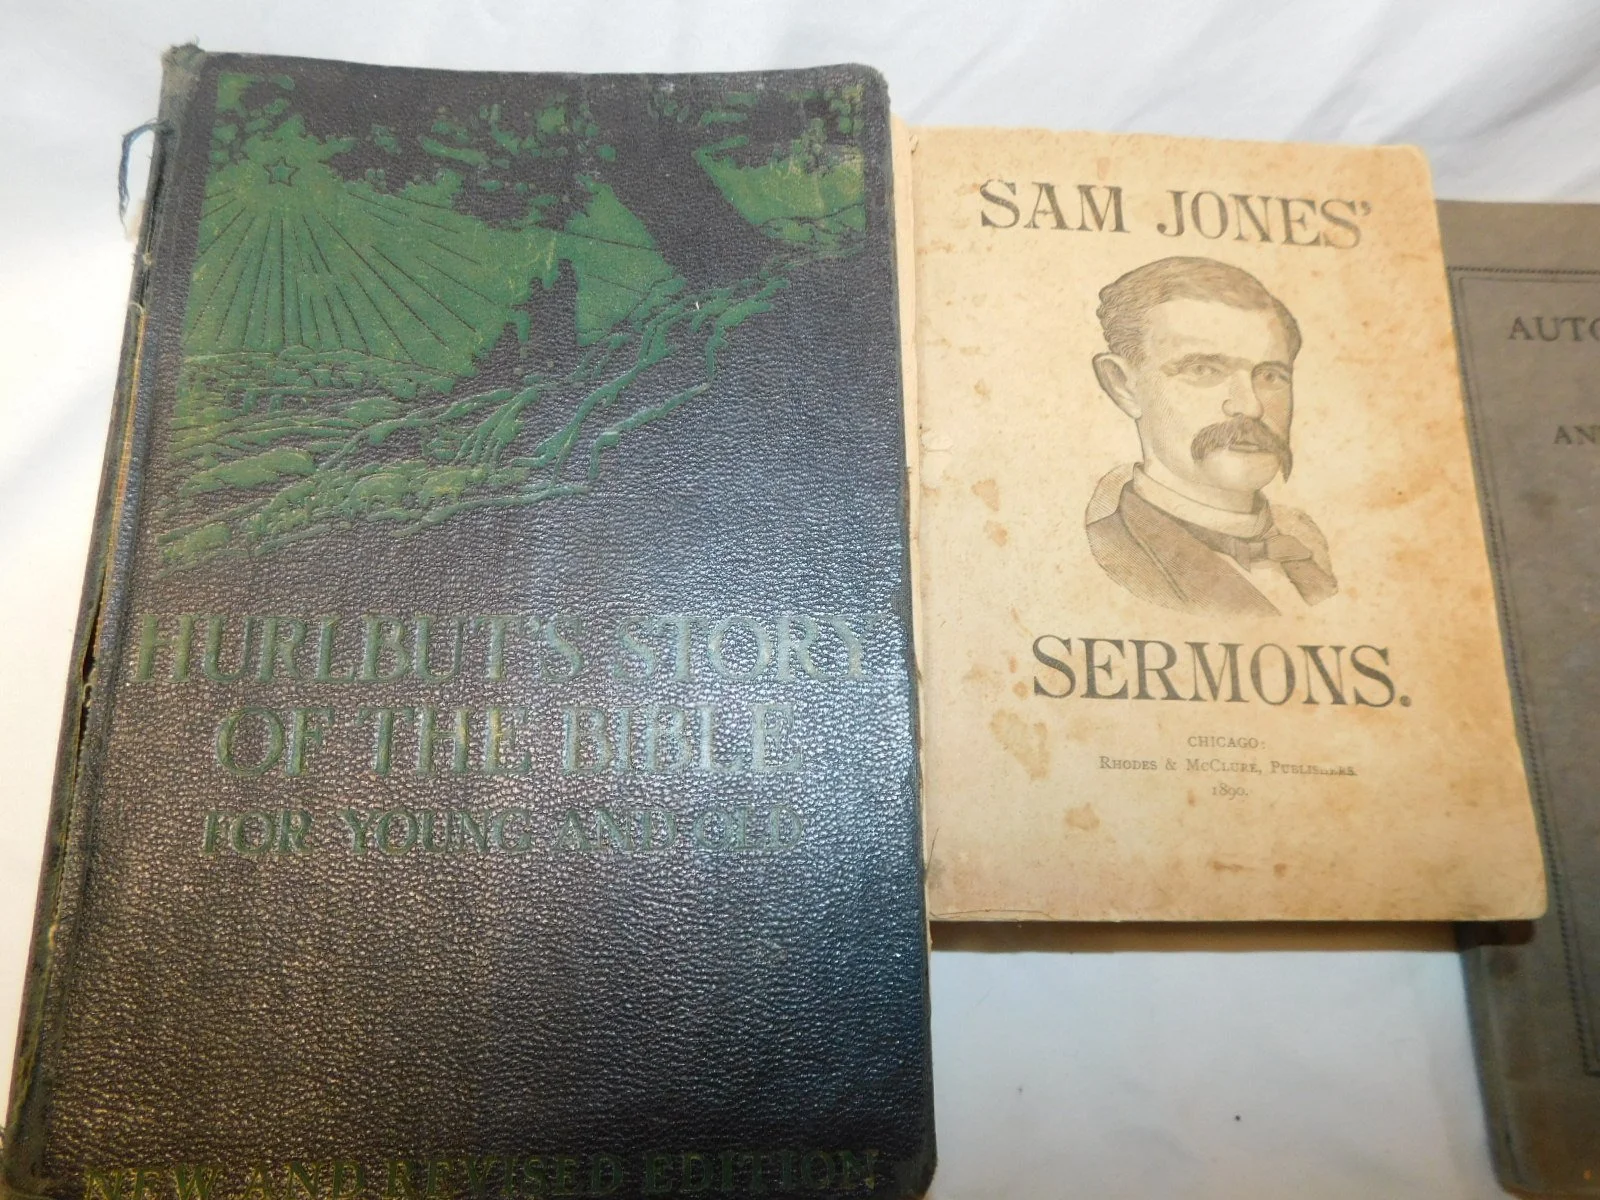 HURLBUT'S STORY
OF THE BIBLE
FOR YOUNG AND OLD
NEW AND REVISED EDITION
SAM JONES'
SERMONS.
CHICAGO:
RHODES & MCCLURE, PUBLISHERS.
1890.
AUTO
AN